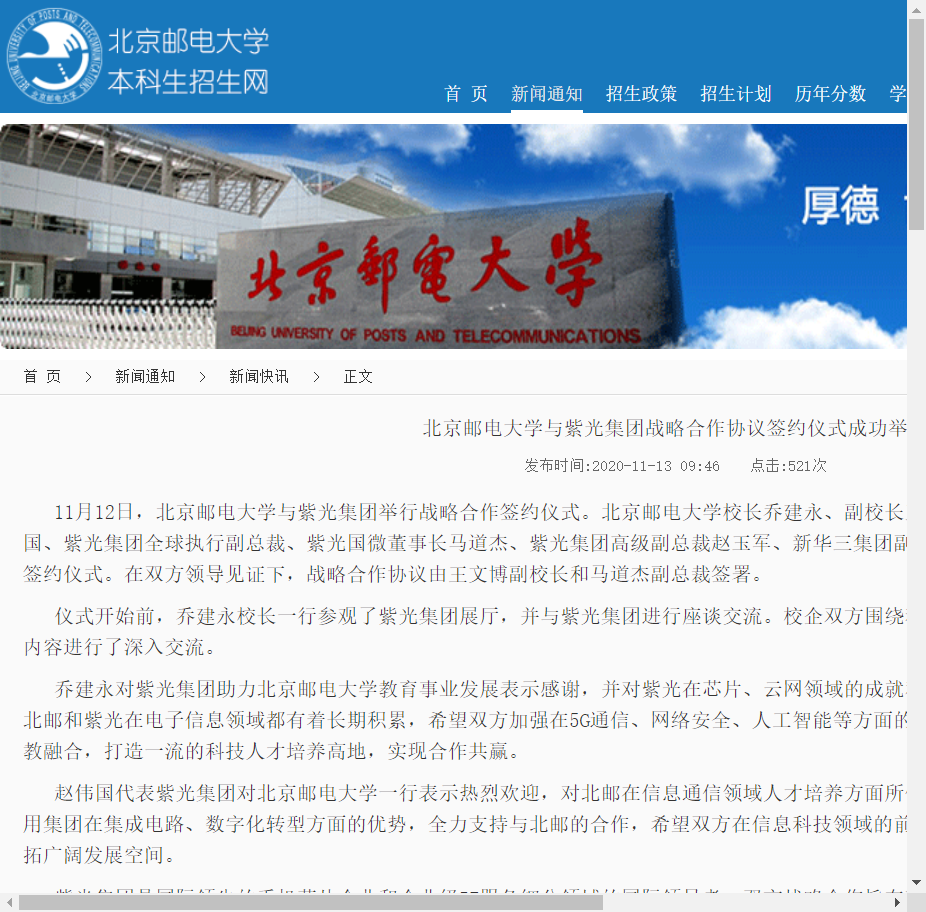 北京邮电大学
本科生招生网
首 页 新闻通知 招生政策 招生计划 历年分数 学
厚德
北京郵電大学
BEIJING UNIVERSITY OF POSTS AND TELECOMMUNICATIONS
首 页 > 新闻通知 > 新闻快讯 > 正文
北京邮电大学与紫光集团战略合作协议签约仪式成功举
发布时间:2020-11-13 09:46 点击:521次
11月12日，北京邮电大学与紫光集团举行战略合作签约仪式。北京邮电大学校长乔建永、副校长
国、紫光集团全球执行副总裁、紫光国微董事长马道杰、紫光集团高级副总裁赵玉军、新华三集团副
签约仪式。在双方领导见证下，战略合作协议由王文博副校长和马道杰副总裁签署。
仪式开始前，乔建永校长一行参观了紫光集团展厅，并与紫光集团进行座谈交流。校企双方围绕
内容进行了深入交流。
乔建永对紫光集团助力北京邮电大学教育事业发展表示感谢，并对紫光在芯片、云网领域的成就
北邮和紫光在电子信息领域都有着长期积累，希望双方加强在5G通信、网络安全、人工智能等方面的
教融合，打造一流的科技人才培养高地，实现合作共赢。
赵伟国代表紫光集团对北京邮电大学一行表示热烈欢迎，对北邮在信息通信领域人才培养方面所
用集团在集成电路、数字化转型方面的优势，全力支持与北邮的合作，希望双方在信息科技领域的前
拓广阔发展空间。